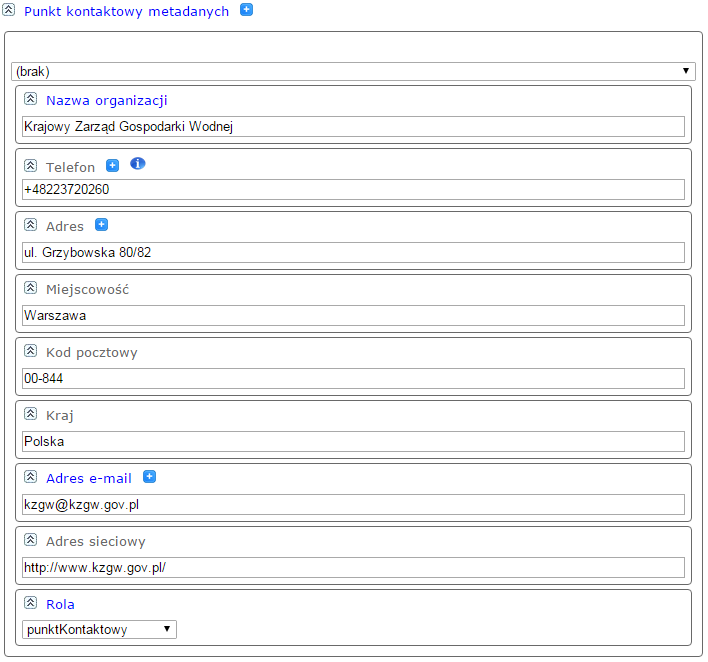 Punkt kontaktowy metadanych
(brak)
Nazwa organizacji
Krajowy Zarząd Gospodarki Wodnej
Telefon
+48223720260
Adres
ul. Grzybowska 80/82
Miejscowość
Warszawa
Kod pocztowy
00-844
Kraj
Polska
Adres e-mail
kzgw@kzgw.gov.pl
Adres sieciowy
http://www.kzgw.gov.pl/
Rola
punktKontaktowy